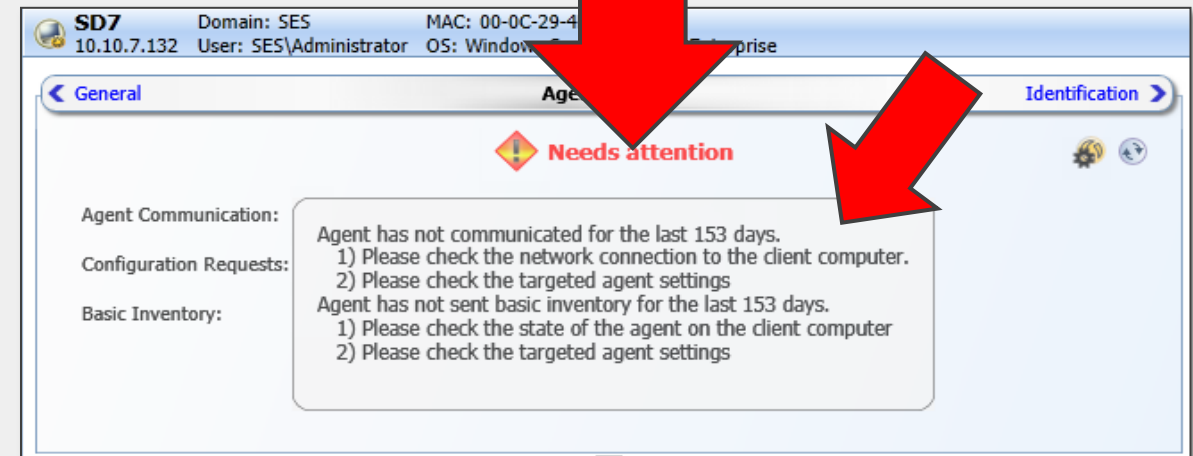 SD7 Domain: SES MAC: 00-0C-29-4
10.10.7.132 User: SES\Administrator OS: Window
General Identification
Needs attention
Agent Communication:
Configuration Requests:
Basic Inventory:
Agent has not communicated for the last 153 days.
1) Please check the network connection to the client computer.
2) Please check the targeted agent settings
Agent has not sent basic inventory for the last 153 days.
1) Please check the state of the agent on the client computer
2) Please check the targeted agent settings